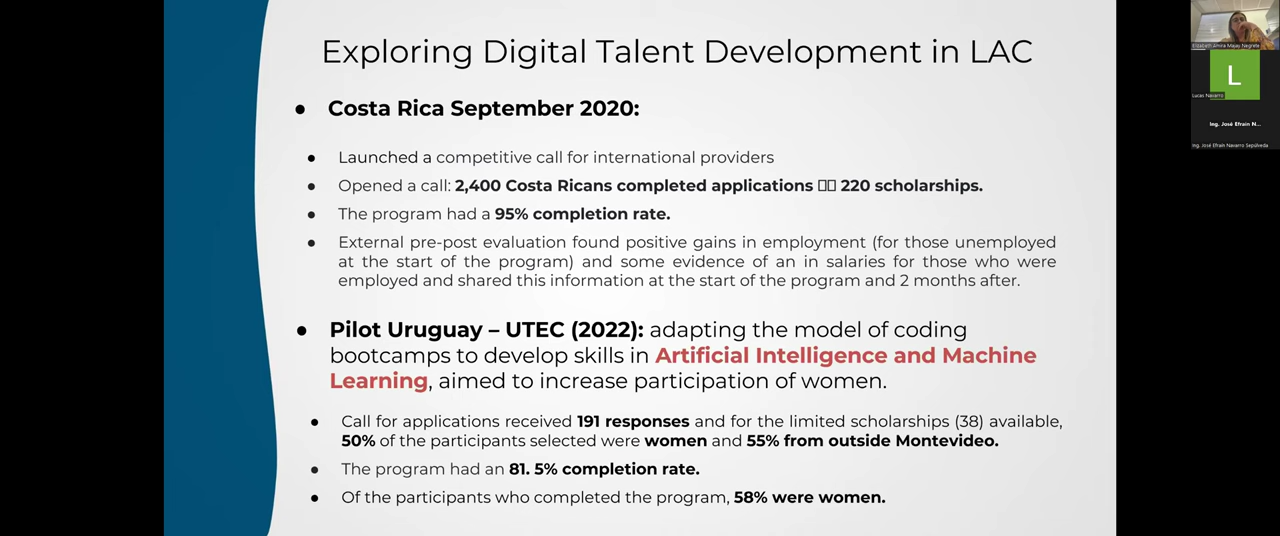 Exploring Digital Talent Development in LAC
● Costa Rica September 2020:
● Launched a competitive call for international providers
● Opened a call: 2,400 Costa Ricans completed applications 220 scholarships.
● The program had a 95% completion rate.
● External pre-post evaluation found positive gains in employment (for those unemployed
at the start of the program) and some evidence of an in salaries for those who were
employed and shared this information at the start of the program and 2 months after.
● Pilot Uruguay – UTEC (2022): adapting the model of coding
bootcamps to develop skills in Artificial Intelligence and Machine
Learning, aimed to increase participation of women.
● Call for applications received 191 responses and for the limited scholarships (38) available,
50% of the participants selected were women and 55% from outside Montevideo.
● The program had an 81. 5% completion rate.
● Of the participants who completed the program, 58% were women.
L
Lucas Navarro
Ing. José Efraín N...
Ing. José Efraín Navarro Sepúlveda